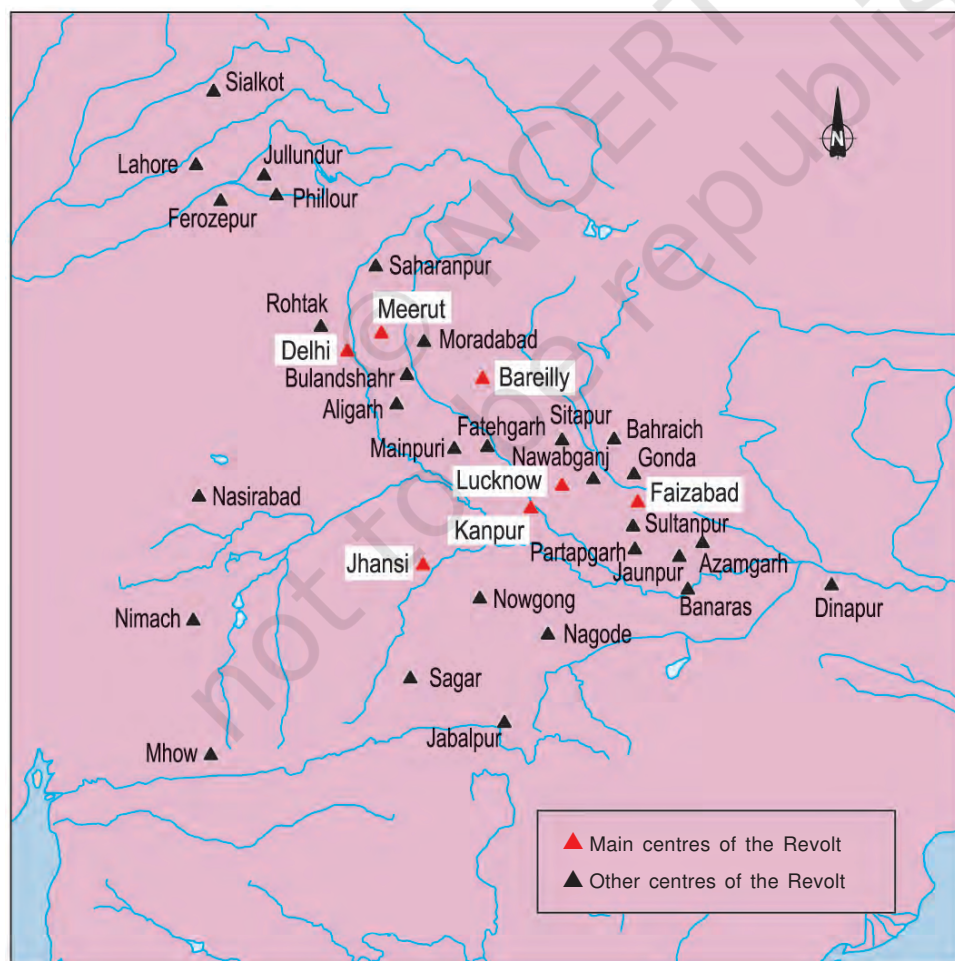 © NCERT
not to be republis
Sialkot
Lahore
Jullundur
Phillour
Ferozepur
N
Saharanpur
Rohtak
Meerut
Delhi
Moradabad
Bulandshahr
Bareilly
Aligarh
Fatehgarh
Sitapur
Bahraich
Mainpuri
Nawabganj
Gonda
Lucknow
Faizabad
Nasirabad
Kanpur
Sultanpur
Partapgarh
Azamgarh
Jhansi
Jaunpur
Banaras
Dinapur
Nowgong
Nimach
Nagode
Sagar
Jabalpur
Mhow
Main centres of the Revolt
Other centres of the Revolt